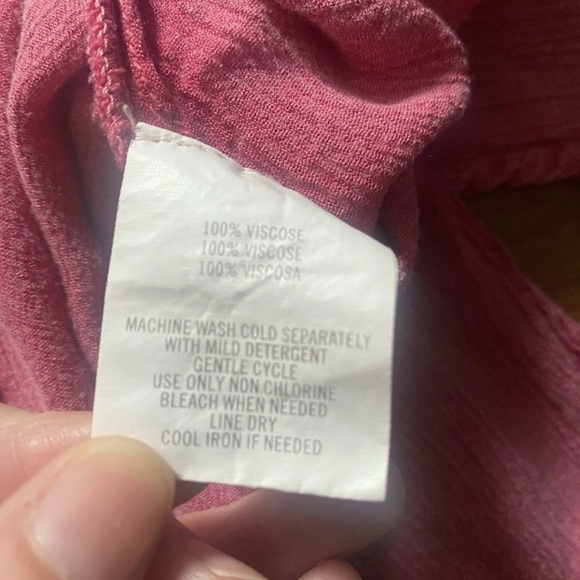 100% VISCOSE
100% VISCOSE
100% VISCOSA
MACHINE WASH COLD SEPARATELY
WITH MILD DETERGENT
GENTLE CYCLE
USE ONLY NON CHLORINE
BLEACH WHEN NEEDED
LINE DRY
COOL IRON IF NEEDED